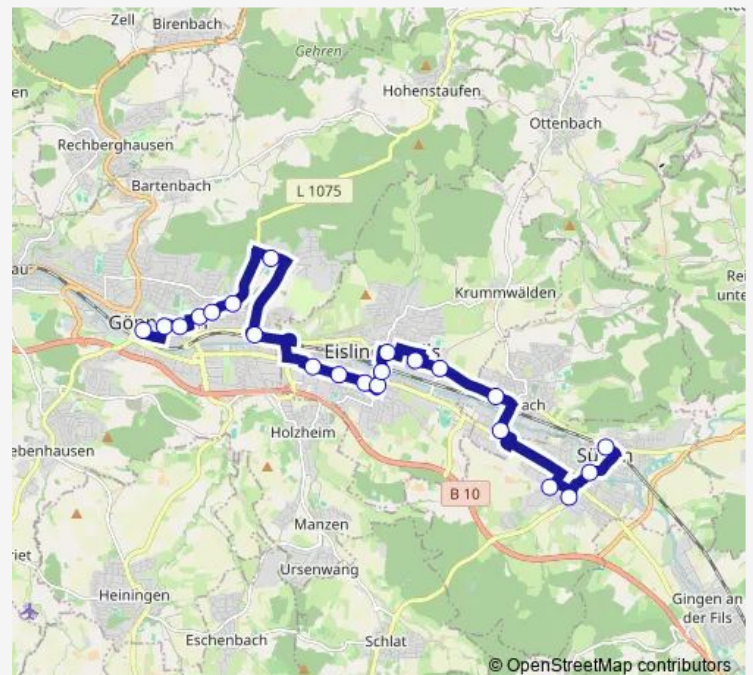 Zell
Birenbach
Gehren
Hohenstaufen
Ottenbach
Rechberghausen
Bartenbach
L 1075
Krummwälden
Holzheim
B 10
Manzen
Ursenwang
Heiningen
Eschenbach
Schlat
Gingen an
der Fils
© OpenStreetMap contributors